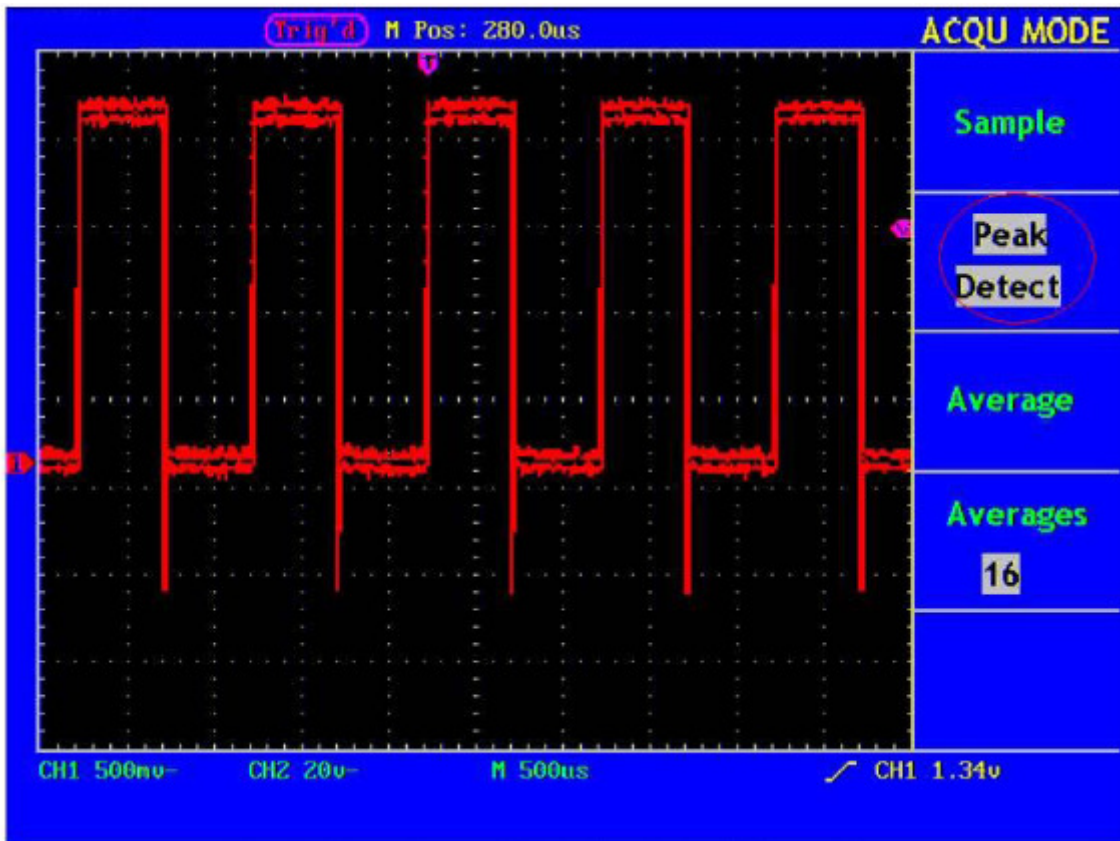 Trig'd M Pos: 280.0us
ACQU MODE
T
Sample
Peak
Detect
Average
1
Averages
16
CH1 500mv-
CH2 20v-
M 500us
CH1 1.34v